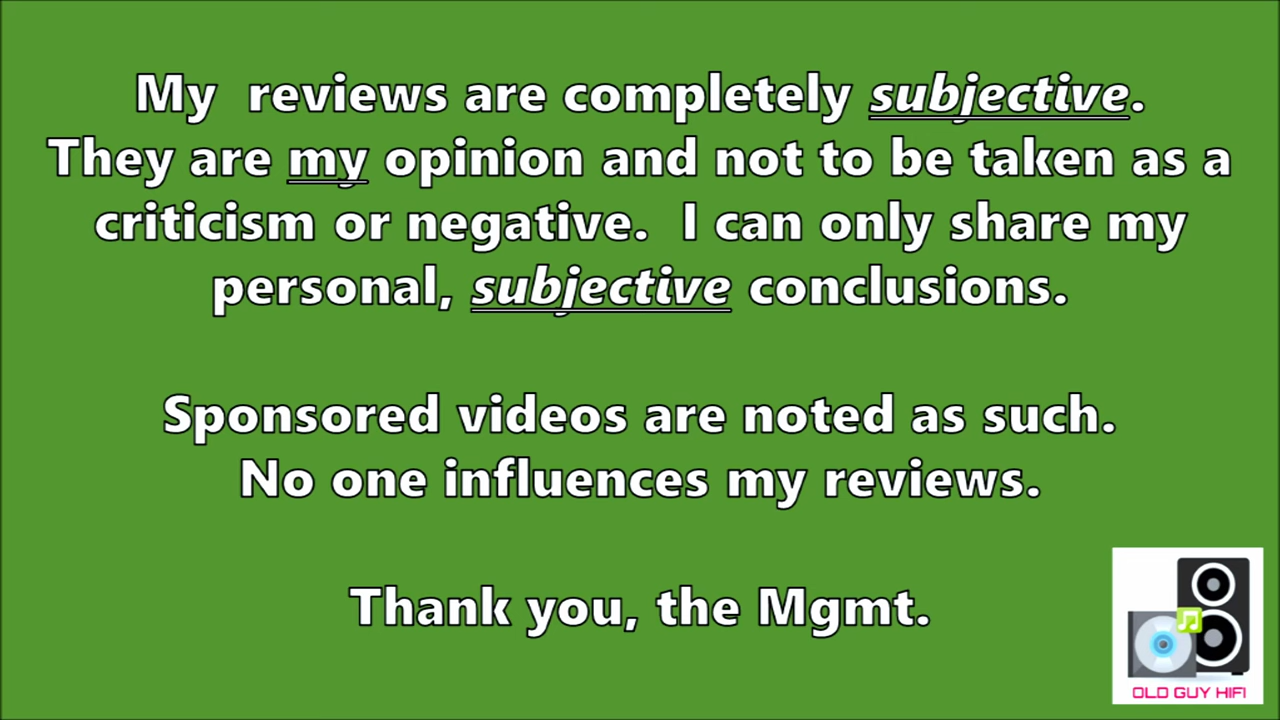 My  reviews are completely subjective.
They are my opinion and not to be taken as a
criticism or negative.  I can only share my
personal, subjective conclusions.
Sponsored videos are noted as such.
No one influences my reviews.
Thank you, the Mgmt.
OLD GUY HIFI